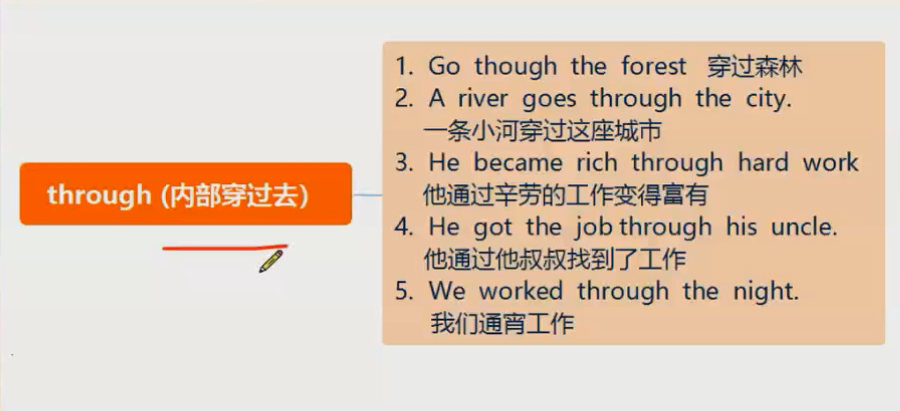 through (内部穿过去)
1. Go though the forest 穿过森林
2. A river goes through the city.
一条小河穿过这座城市
3. He became rich through hard work
他通过辛劳的工作变得富有
4. He got the job through his uncle.
他通过他叔叔找到了工作
5. We worked through the night.
我们通宵工作